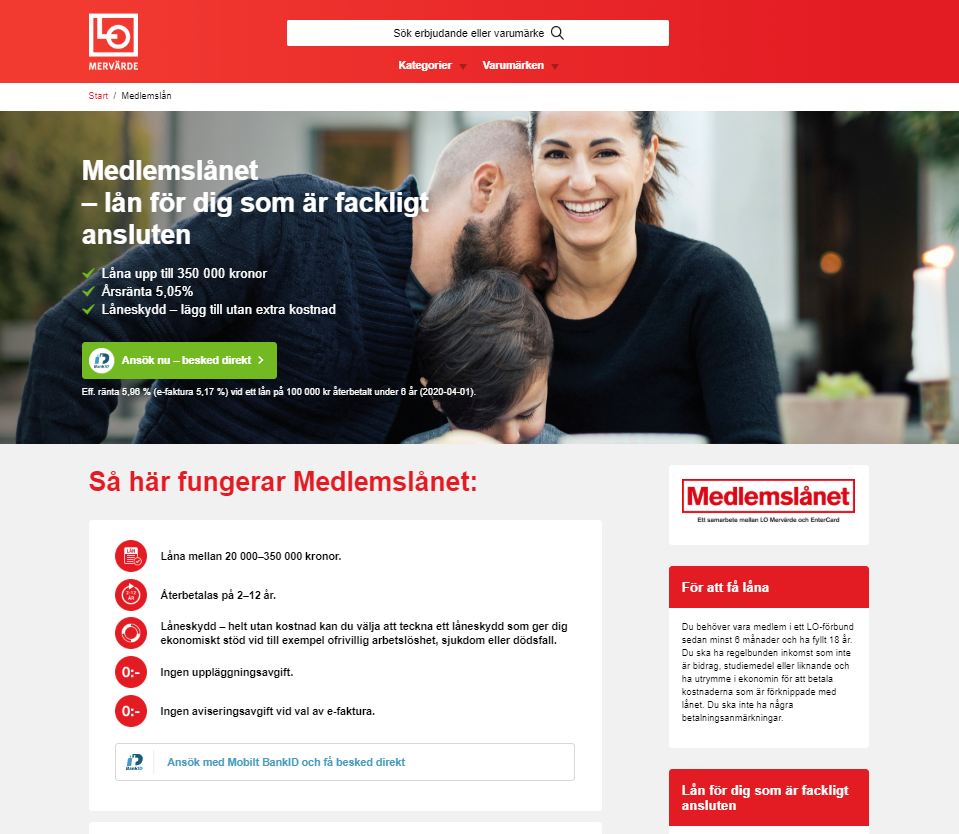 LO
MERVÄRDE
Sök erbjudande eller varumärke
Kategorier
Varumärken
Start / Medlemslån
Medlemslånet
– lån för dig som är fackligt
ansluten
Låna upp till 350 000 kronor
Årsränta 5,05%
Låneskydd – lägg till utan extra kostnad
BankID
Ansök nu – besked direkt
Eff. ränta 5,96 % (e-faktura 5,17 %) vid ett lån på 100 000 kr återbetalt under 6 år (2020-04-01).
Så här fungerar Medlemslånet:
LÅN
Låna mellan 20 000–350 000 kronor.
2-12
ÅR
Återbetalas på 2–12 år.
Låneskydd – helt utan kostnad kan du välja att teckna ett låneskydd som ger dig
ekonomiskt stöd vid till exempel ofrivillig arbetslöshet, sjukdom eller dödsfall.
0:-
Ingen uppläggningsavgift.
0:-
Ingen aviseringsavgift vid val av e-faktura.
BankID
Ansök med Mobilt BankID och få besked direkt
Medlemslånet
Ett samarbete mellan LO Mervärde och EnterCard
För att få låna
Du behöver vara medlem i ett LO-förbund
sedan minst 6 månader och ha fyllt 18 år.
Du ska ha regelbunden inkomst som inte
är bidrag, studiemedel eller liknande och
ha utrymme i ekonomin för att betala
kostnaderna som är förknippade med
lånet. Du ska inte ha några
betalningsanmärkningar.
Lån för dig som är fackligt
ansluten